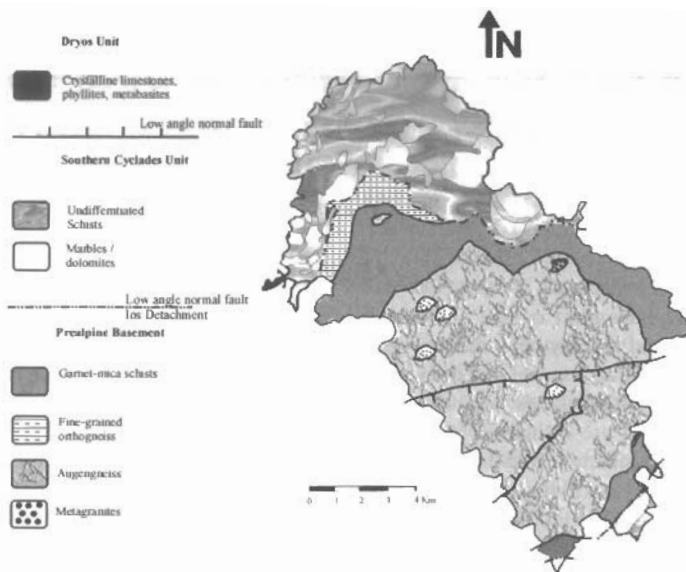 Dryos Unit
Crystalline limestones,
phyllites, metabasites
Low angle normal fault
Southern Cyclades Unit
Undifferntiated
Schists
Marbles /
dolomites
Low angle normal fault
Ios Detachment
Prealpine Basement
Garnet-mica schists
Fine-grained
orthogneiss
Augengneiss
Metagranites
N
0 1 2 3 4 Km